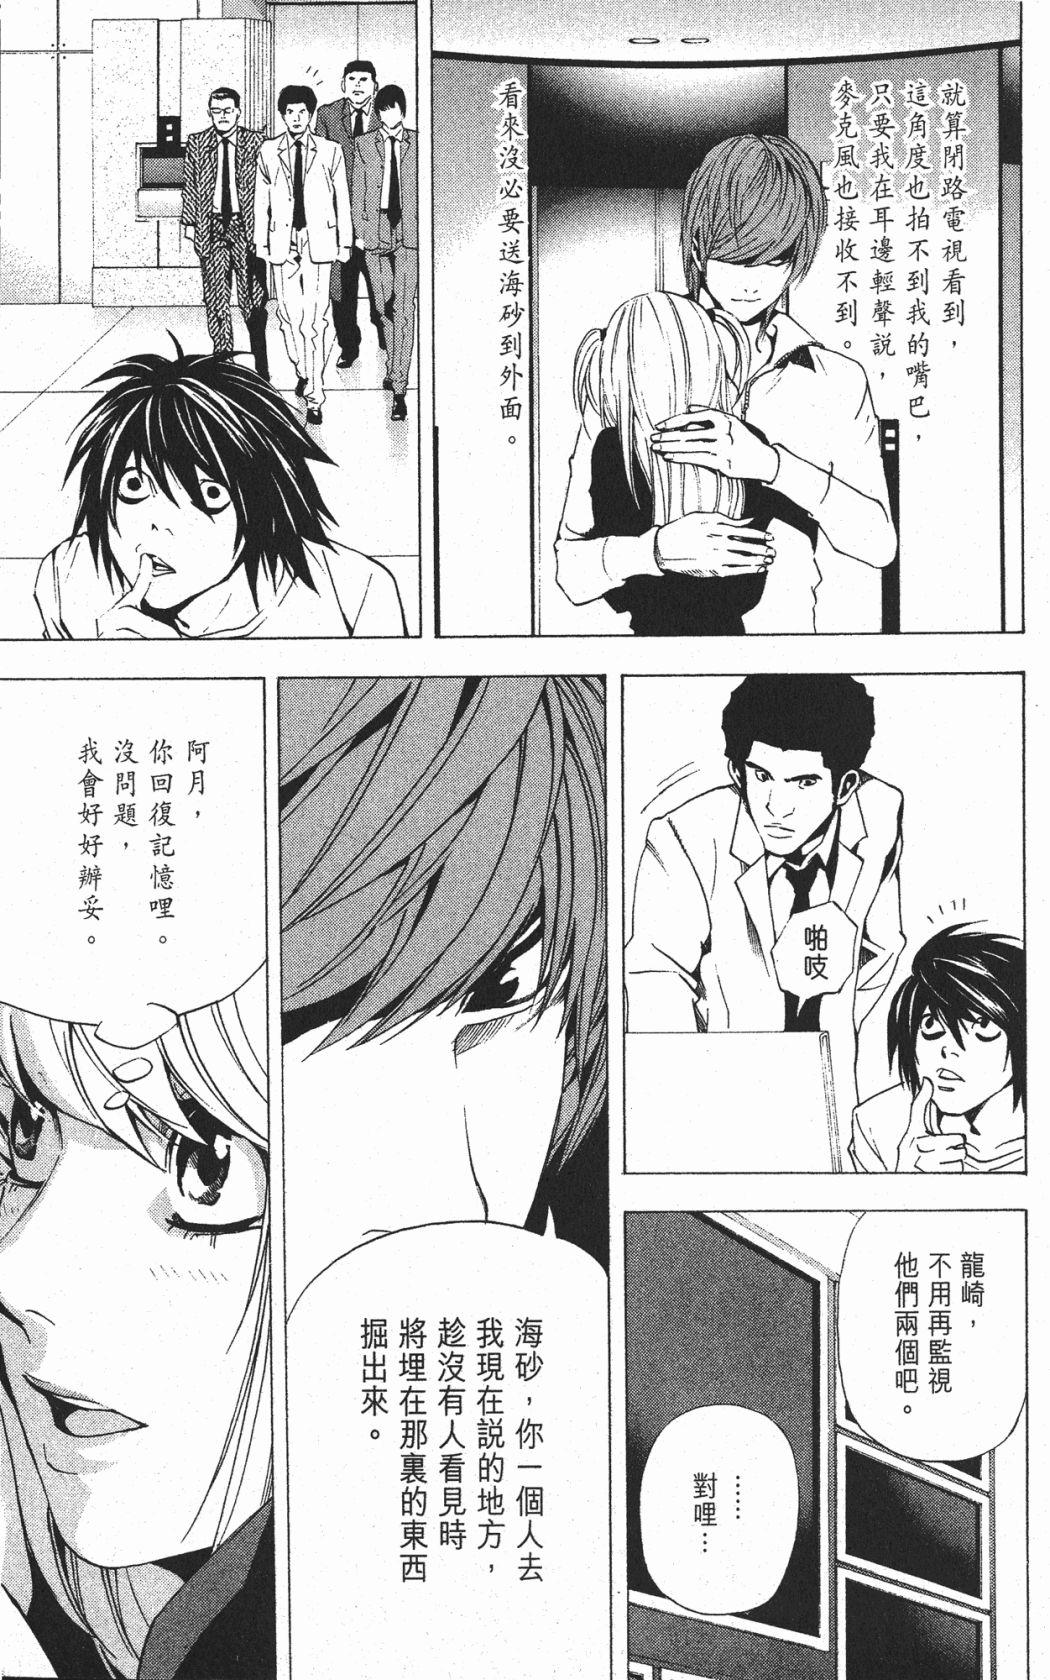 就算閉路電視看到，
這角度也拍不到我的嘴巴，
只要我在耳邊輕聲說，
麥克風也接收不到。
看來沒必要送海砂到外面。
啪吱
龍崎，
不用再監視
他們兩個吧。
……
對哩…
海砂，你一個人去
我現在說的地方，
趁沒有人看見時
將埋在那裏的東西
掘出來。
阿月，
你回復記憶哩。
沒問題，
我會好好辦妥。